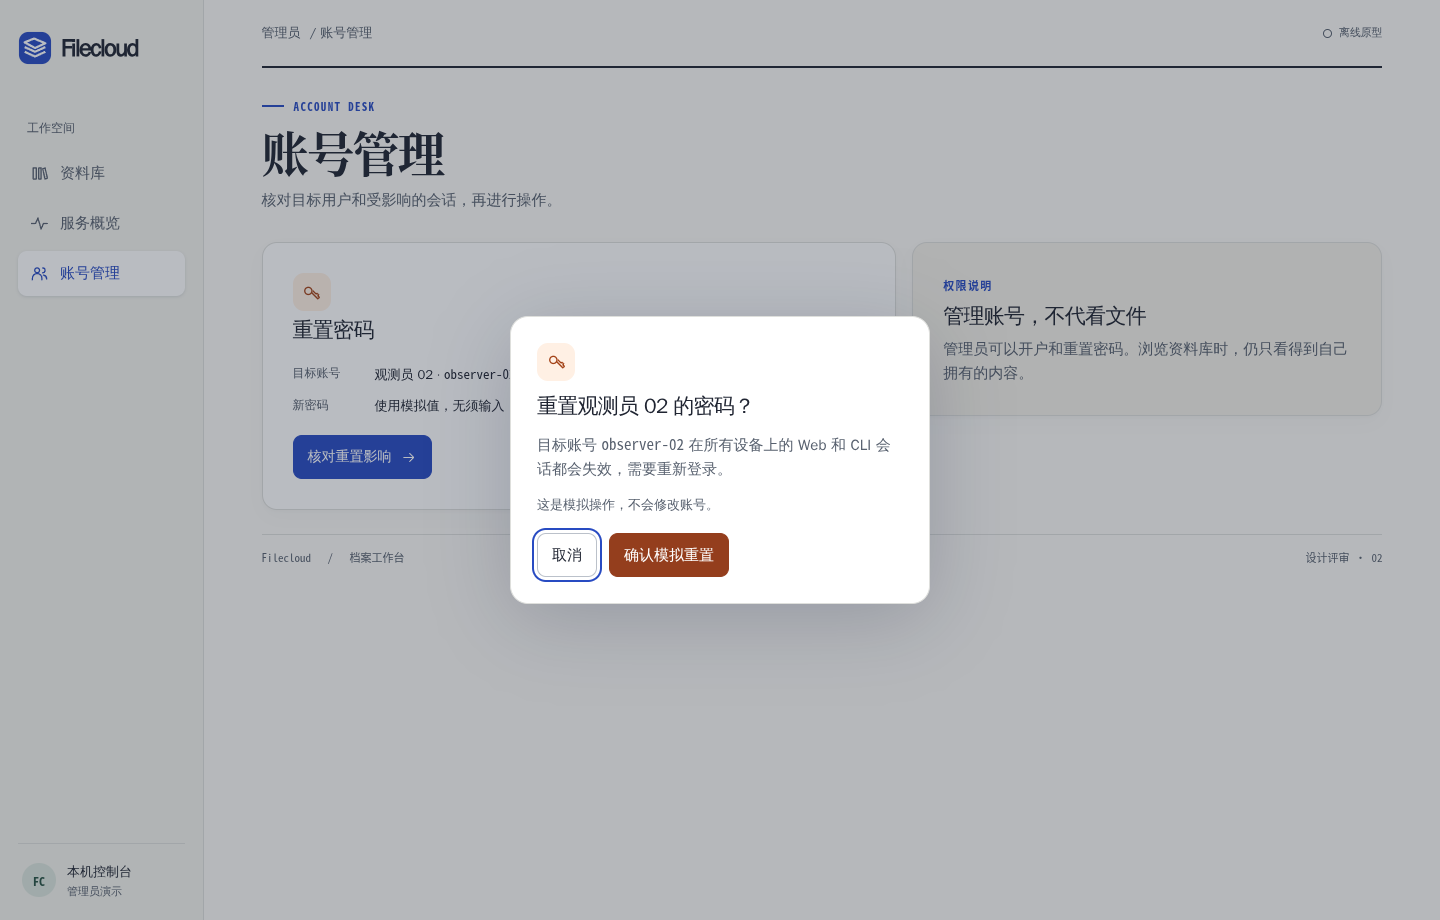 Filecloud
工作空间
资料库
服务概览
账号管理
FC
本机控制台
管理员演示
管理员 / 账号管理
离线原型
ACCOUNT DESK
账号管理
核对目标用户和受影响的会话，再进行操作。
重置密码
目标账号 观测员 02 · observer-0
新密码 使用模拟值，无须输入
核对重置影响 →
权限说明
管理账号，不代看文件
管理员可以开户和重置密码。浏览资料库时，仍只看得到自己
拥有的内容。
重置观测员 02 的密码？
目标账号 observer-02 在所有设备上的 Web 和 CLI 会
话都会失效，需要重新登录。
这是模拟操作，不会修改账号。
取消
确认模拟重置
Filecloud / 档案工作台
设计评审 · 02